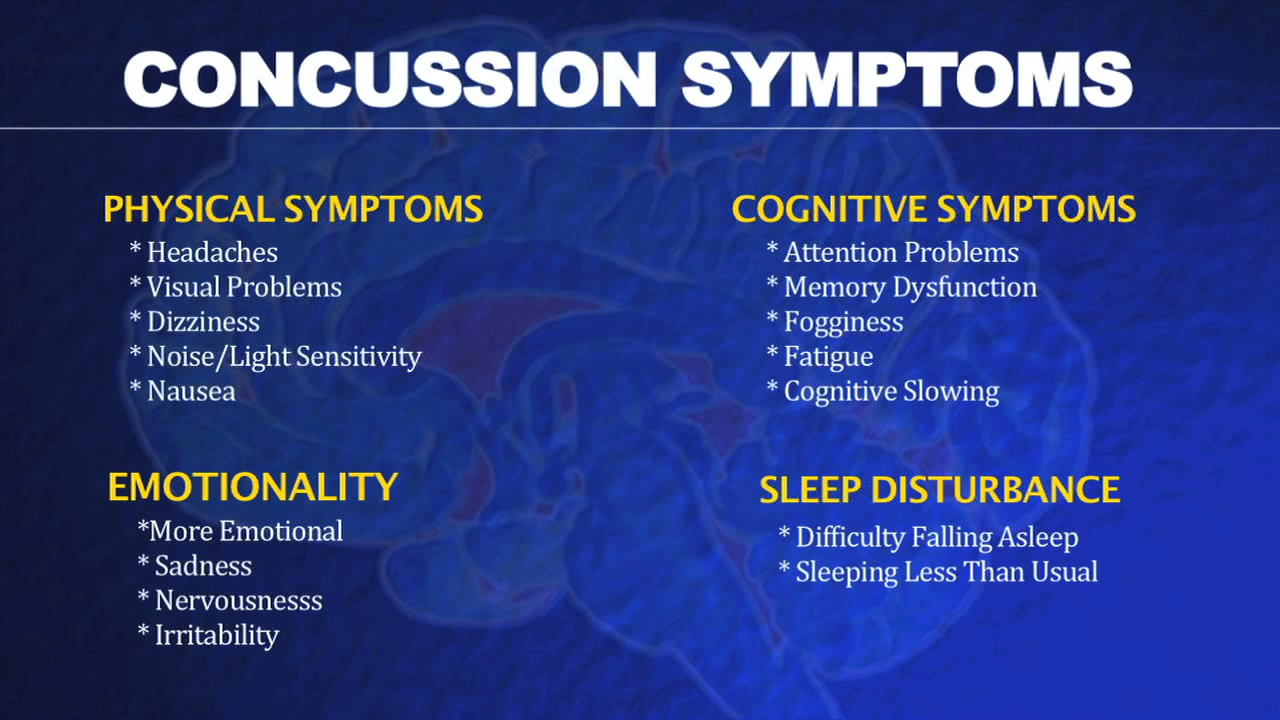 CONCUSSION SYMPTOMS
PHYSICAL SYMPTOMS
* Headaches
* Visual Problems
* Dizziness
* Noise/Light Sensitivity
* Nausea
COGNITIVE SYMPTOMS
* Attention Problems
* Memory Dysfunction
* Fogginess
* Fatigue
* Cognitive Slowing
EMOTIONALITY
*More Emotional
* Sadness
* Nervousnesss
* Irritability
SLEEP DISTURBANCE
* Difficulty Falling Asleep
* Sleeping Less Than Usual